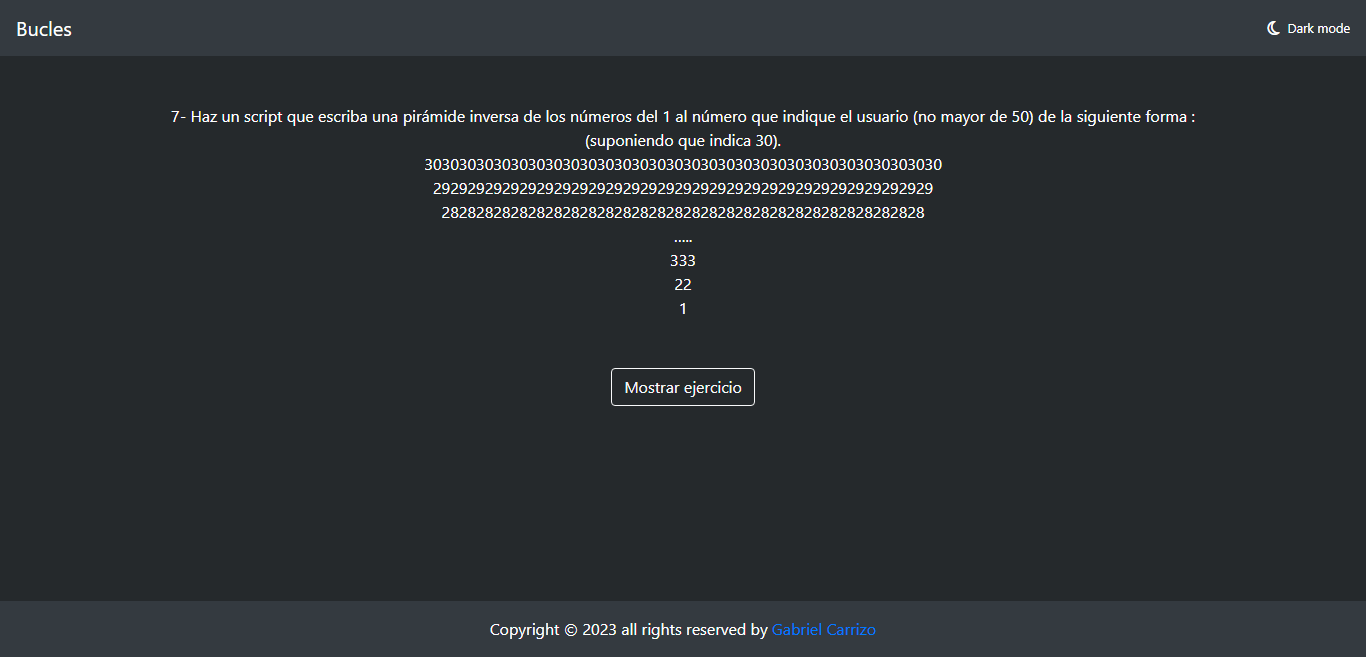 Bucles
Dark mode
7- Haz un script que escriba una pirámide inversa de los números del 1 al número que indique el usuario (no mayor de 50) de la siguiente forma :
(suponiendo que indica 30).
303030303030303030303030303030303030303030303030303030303030
2929292929292929292929292929292929292929292929292929292929
28282828282828282828282828282828282828282828282828282828
.....
333
22
1
Mostrar ejercicio
Copyright © 2023 all rights reserved by Gabriel Carrizo